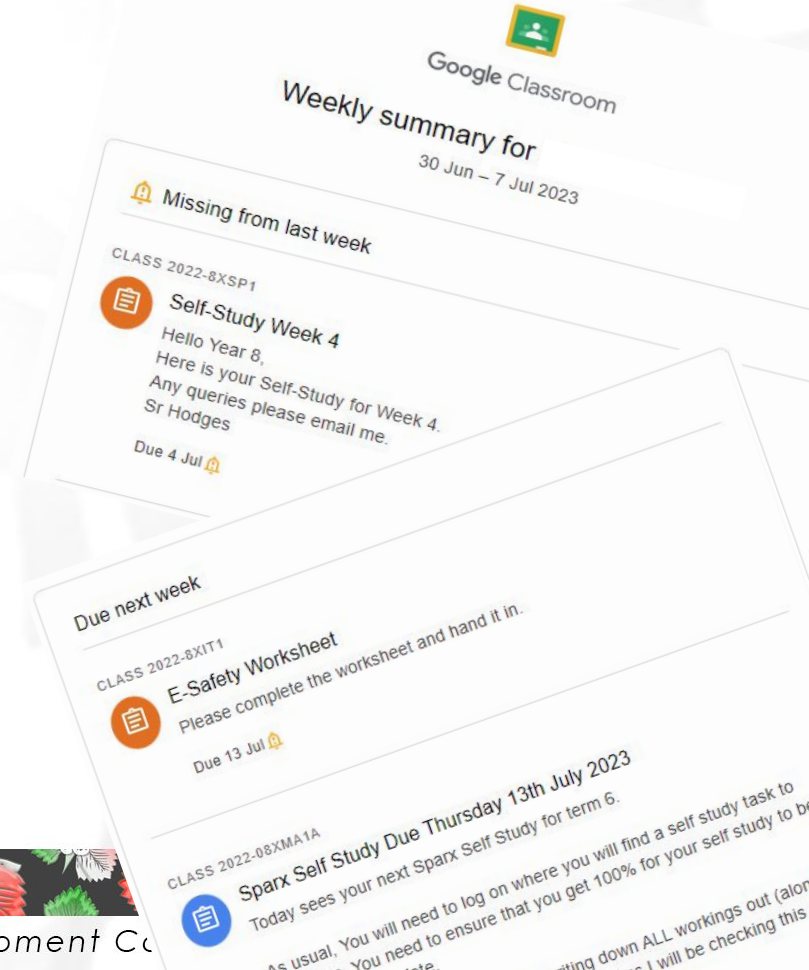 Google Classroom
Weekly summary for
30 Jun – 7 Jul 2023
Missing from last week
CLASS 2022-8XSP1
Self-Study Week 4
Hello Year 8,
Here is your Self-Study for Week 4.
Any queries please email me.
Sr Hodges
Due 4 Jul
Due next week
CLASS 2022-8XIT1
E-Safety Worksheet
Please complete the worksheet and hand it in.
Due 13 Jul
CLASS 2022-08XMA1A
Sparx Self Study Due Thursday 13th July 2023
Today sees your next Sparx Self Study for term 6.
As usual, You will need to log on where you will find a self study task to
You need to ensure that you get 100% for your self study to be
down ALL workings out
I will be checking this